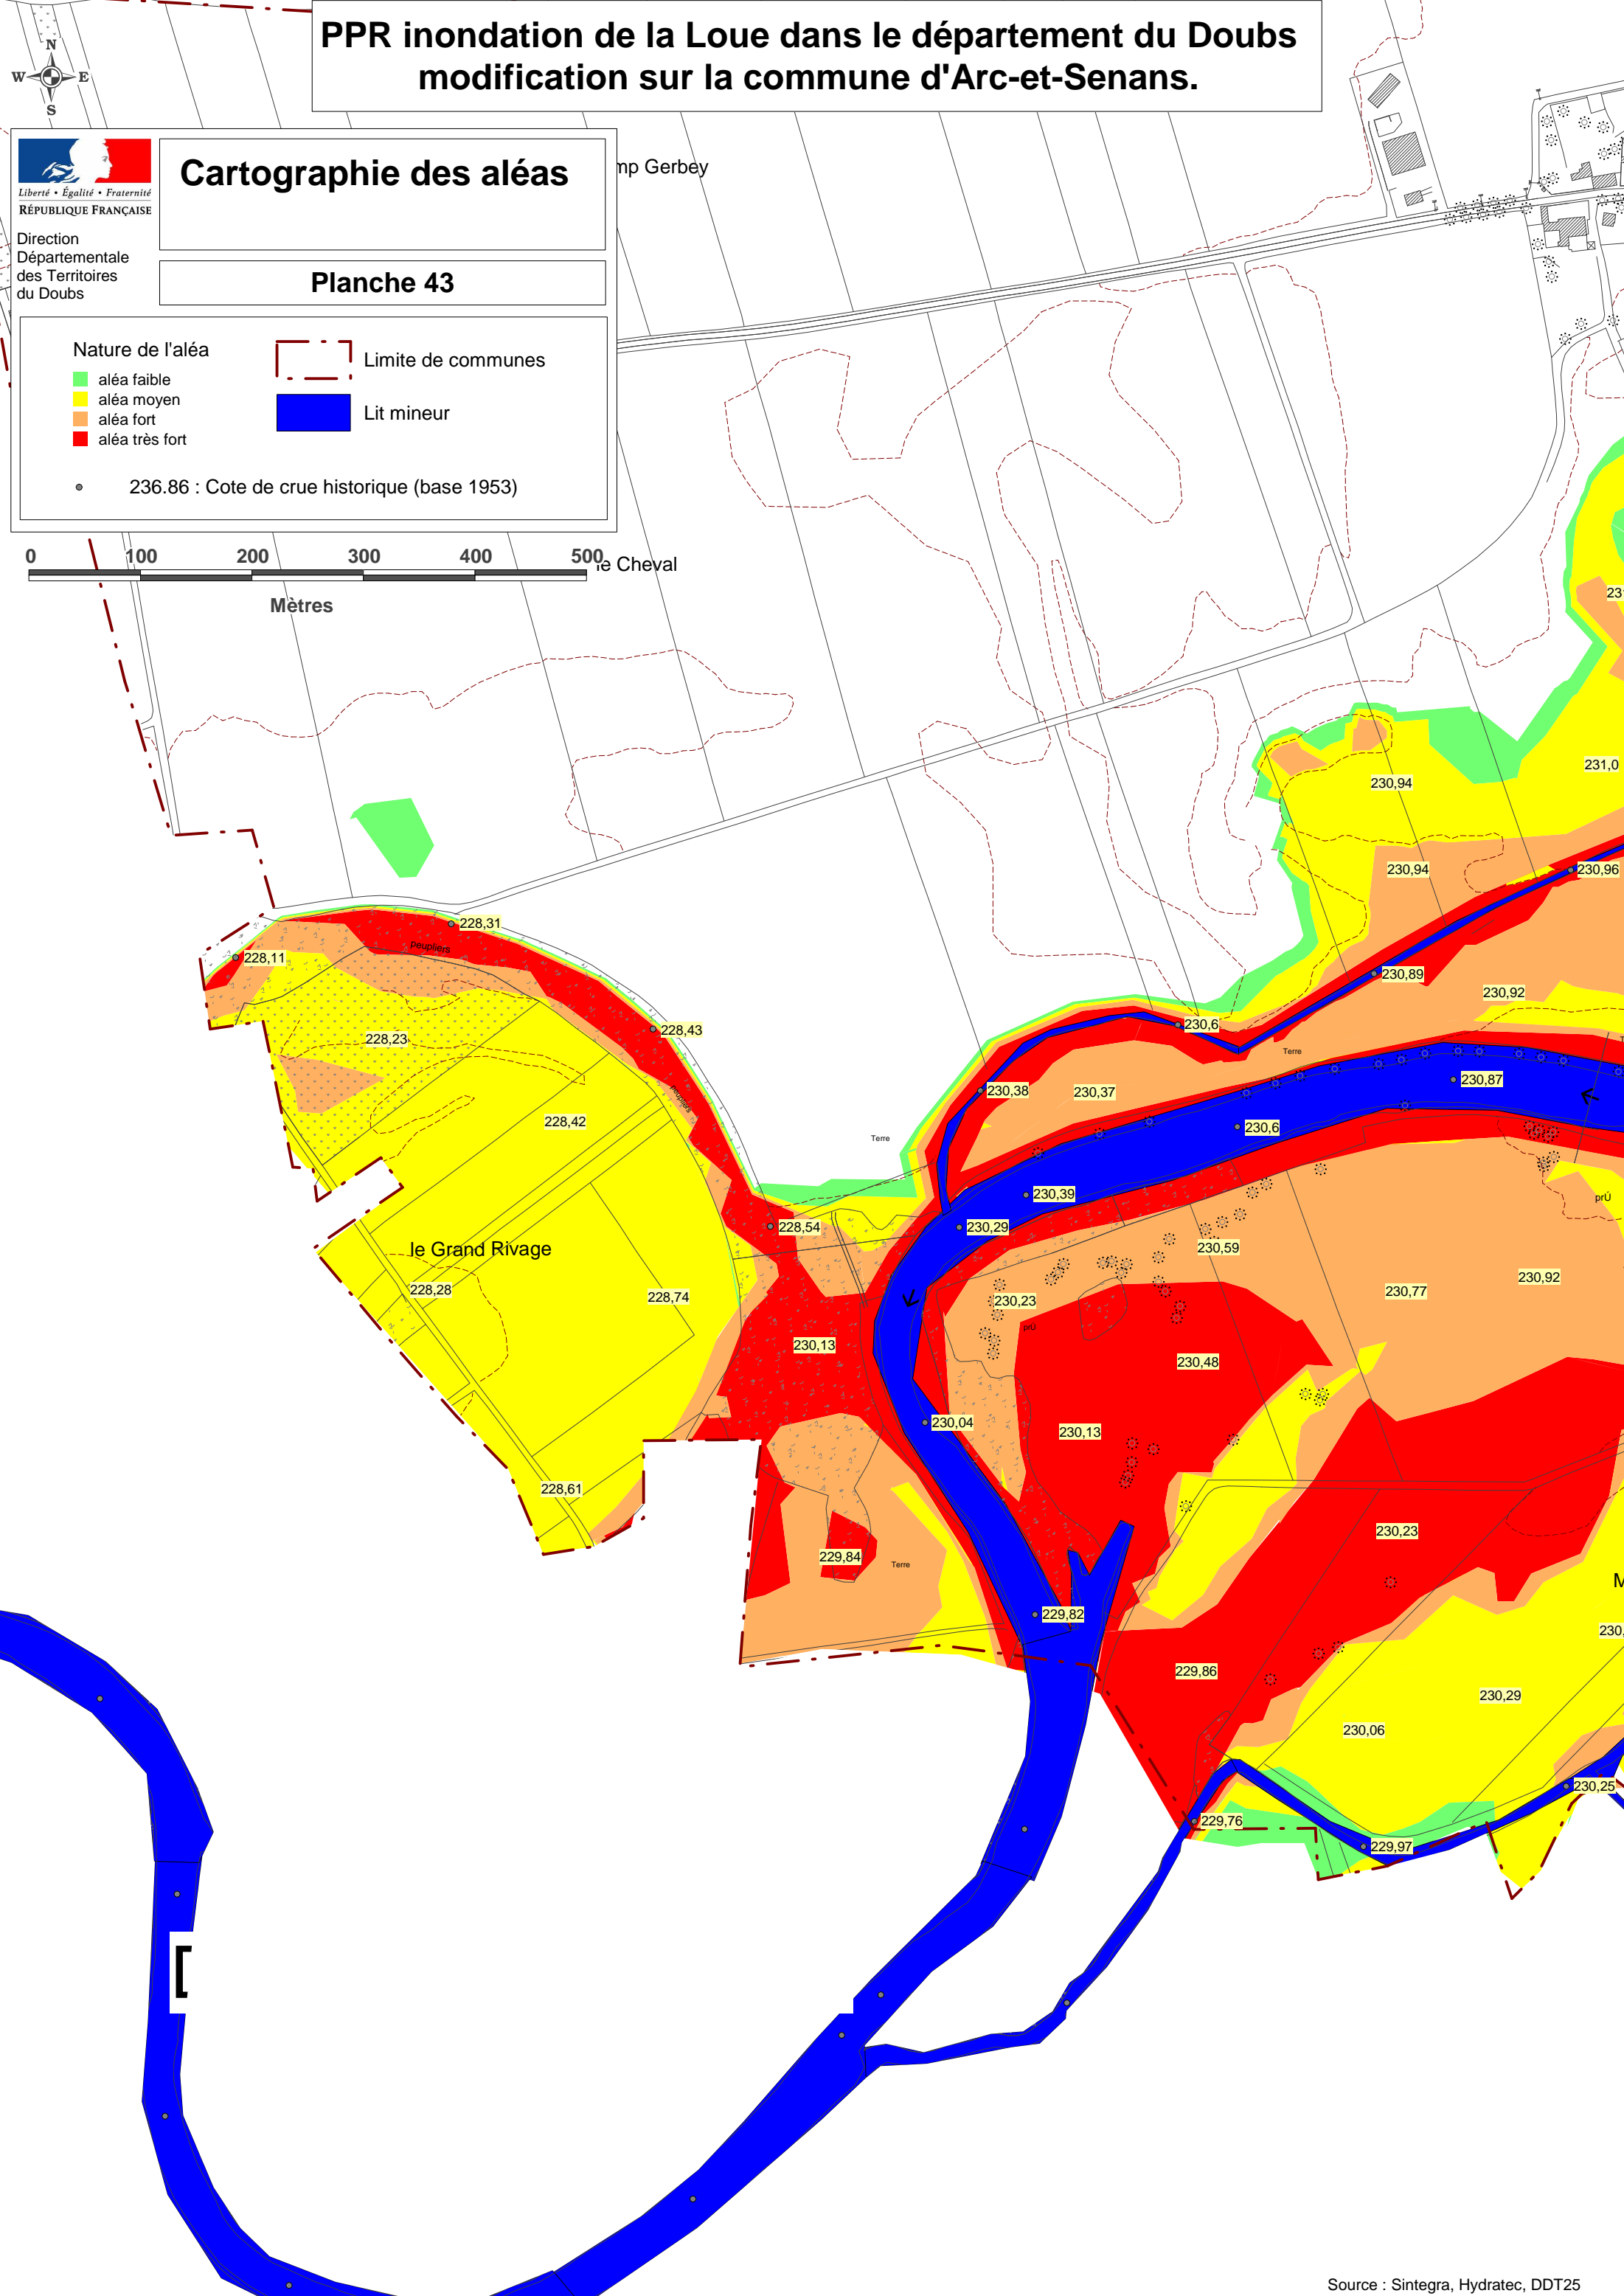 PPR inondation de la Loue dans le département du Doubs
modification sur la commune d'Arc-et-Senans.
N
W E
S
Liberté • Égalité • Fraternité
RÉPUBLIQUE FRANÇAISE
Direction
Départementale
des Territoires
du Doubs
Cartographie des aléas
Planche 43
Nature de l'aléa
aléa faible
aléa moyen
aléa fort
aléa très fort
Limite de communes
Lit mineur
236.86 : Cote de crue historique (base 1953)
0 100 200 300 400 500
Mètres
mp Gerbey
le Cheval
231,0
230,94
230,94
230,96
228,31
peupliers
228,11
230,89
230,92
228,43
230,6
228,23
Terre
230,87
230,38
230,37
peupliers
228,42
230,6
Terre
230,39
prÚ
228,54
230,29
230,59
le Grand Rivage
230,92
228,28
230,77
228,74
230,23
prÚ
230,13
230,48
230,04
230,13
228,61
230,23
229,84
Terre
M
229,82
230,
229,86
230,29
230,06
230,25
229,76
229,97
[
Source : Sintegra, Hydratec, DDT25